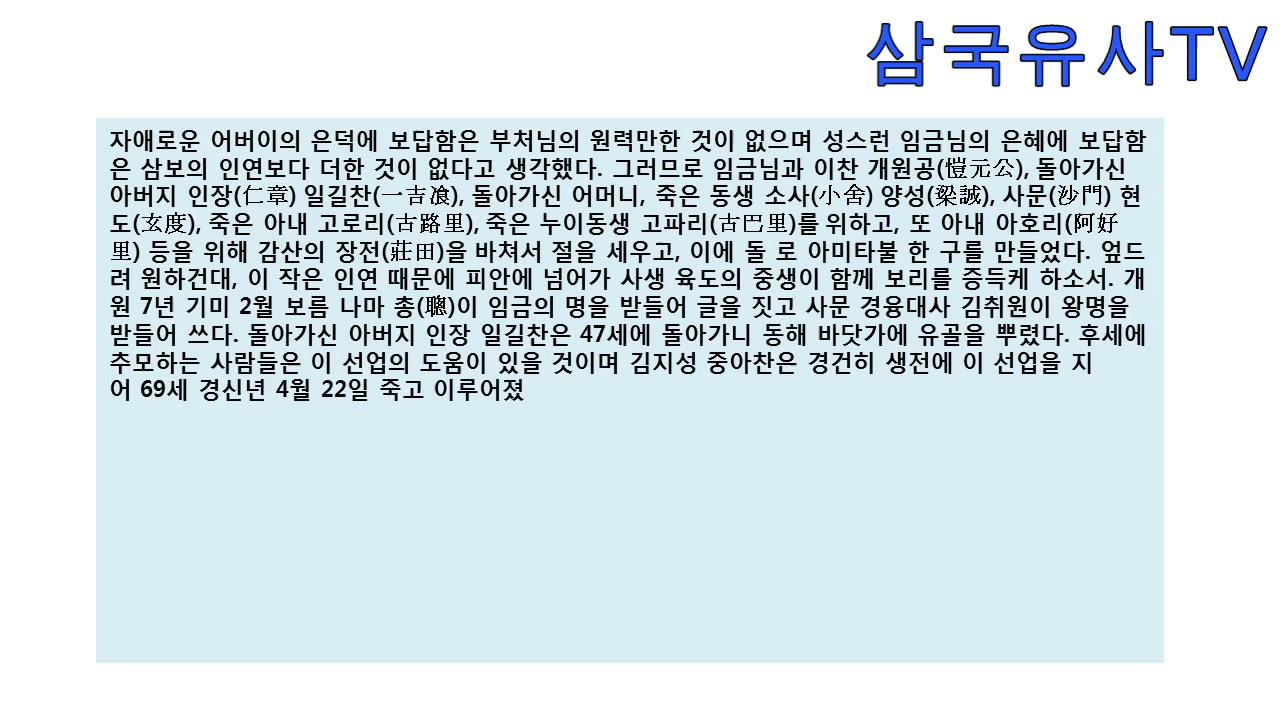 삼국유사TV
자애로운 어버이의 은덕에 보답함은 부처님의 원력만한 것이 없으며 성스런 임금님의 은혜에 보답함
은 삼보의 인연보다 더한 것이 없다고 생각했다. 그러므로 임금님과 이찬 개원공(愷元公), 돌아가신
아버지 인장(仁章) 일길찬(一吉飡), 돌아가신 어머니, 죽은 동생 소사(小舍) 양성(梁誠), 사문(沙門) 현
도(玄度), 죽은 아내 고로리(古路里), 죽은 누이동생 고파리(古巴里)를 위하고, 또 아내 아호리(阿好
里) 등을 위해 감산의 장전(莊田)을 바쳐서 절을 세우고, 이에 돌 로 아미타불 한 구를 만들었다. 엎드
려 원하건대, 이 작은 인연 때문에 피안에 넘어가 사생 육도의 중생이 함께 보리를 증득케 하소서. 개
원 7년 기미 2월 보름 나마 총(聰)이 임금의 명을 받들어 글을 짓고 사문 경융대사 김취원이 왕명을
받들어 쓰다. 돌아가신 아버지 인장 일길찬은 47세에 돌아가니 동해 바닷가에 유골을 뿌렸다. 후세에
추모하는 사람들은 이 선업의 도움이 있을 것이며 김지성 중아찬은 경건히 생전에 이 선업을 지
어 69세 경신년 4월 22일 죽고 이루어졌